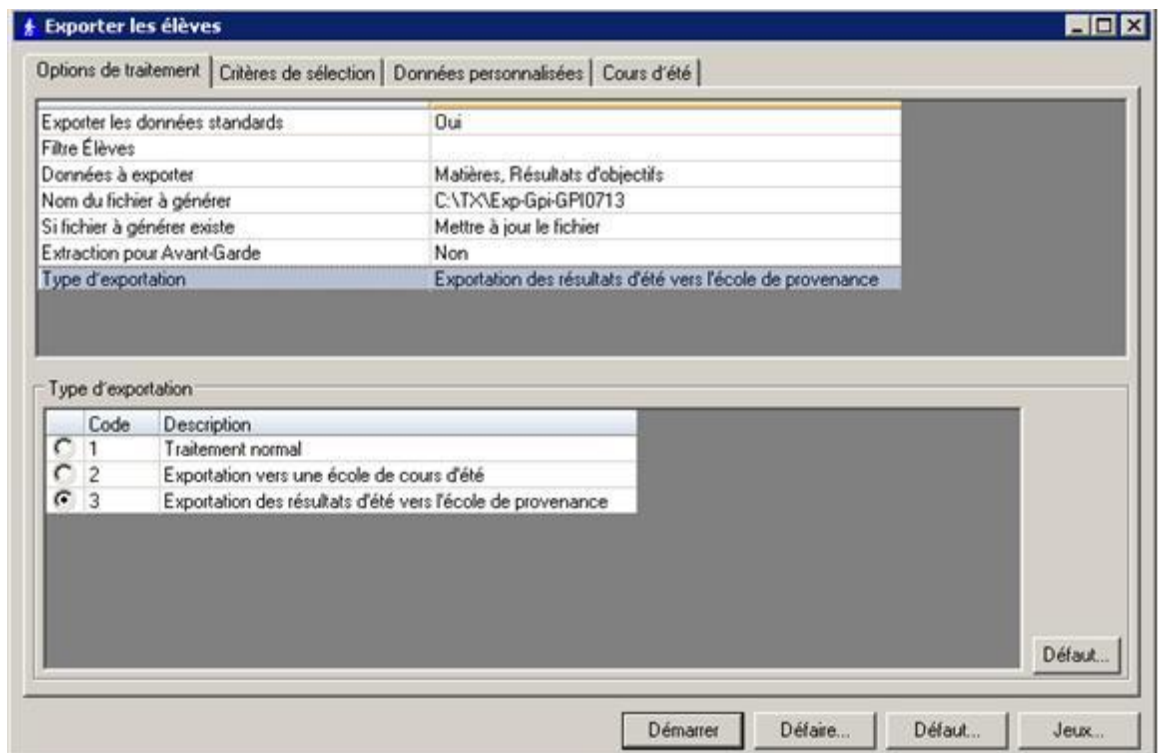 Exporter les élèves
Options de traitement Critères de sélection Données personnalisées Cours d'été
Exporter les données standards Oui
Filtre Élèves
Données à exporter Matières, Résultats d'objectifs
Nom du fichier à générer C:\TX\Exp-Gpi-GPI0713
Si fichier à générer existe Mettre à jour le fichier
Extraction pour Avant-Garde Non
Type d'exportation Exportation des résultats d'été vers l'école de provenance
Type d'exportation
Code Description
1 Traitement normal
2 Exportation vers une école de cours d'été
3 Exportation des résultats d'été vers l'école de provenance
Défaut...
Démarrer Défaire... Défaut... Jeux...